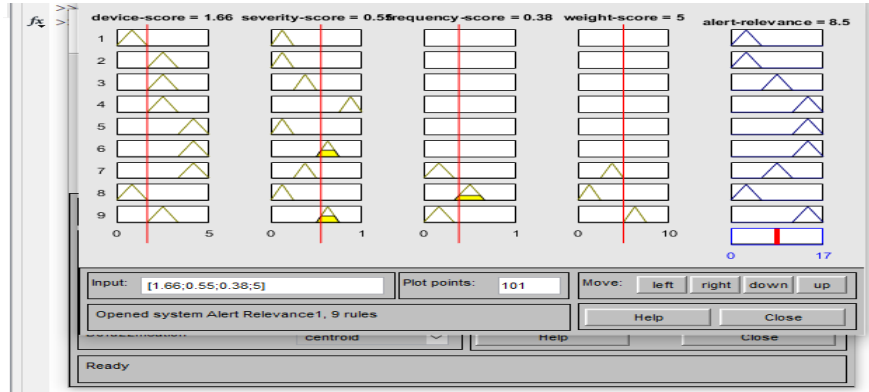 >>
fx >
device-score = 1.66 severity-score = 0.55 frequency-score = 0.38 weight-score = 5 alert-relevance = 8.5
1
2
3
4
5
6
7
8
9
0 5 0 1 0 1 0 10
0 17
Input: [1.66;0.55;0.38;5] Plot points: 101 Move: left right down up
Opened system Alert Relevance1, 9 rules Help Close
centroid Help Close
Ready